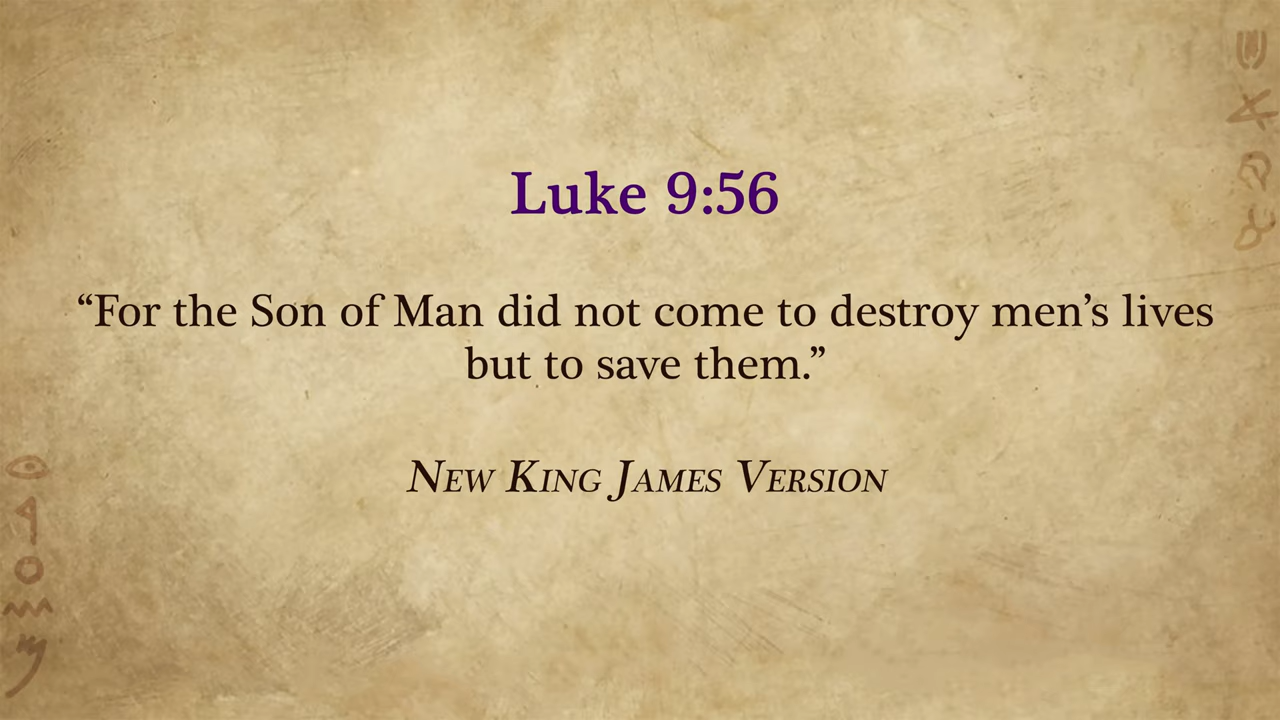 Luke 9:56
“For the Son of Man did not come to destroy men’s lives
but to save them.”
New King James Version